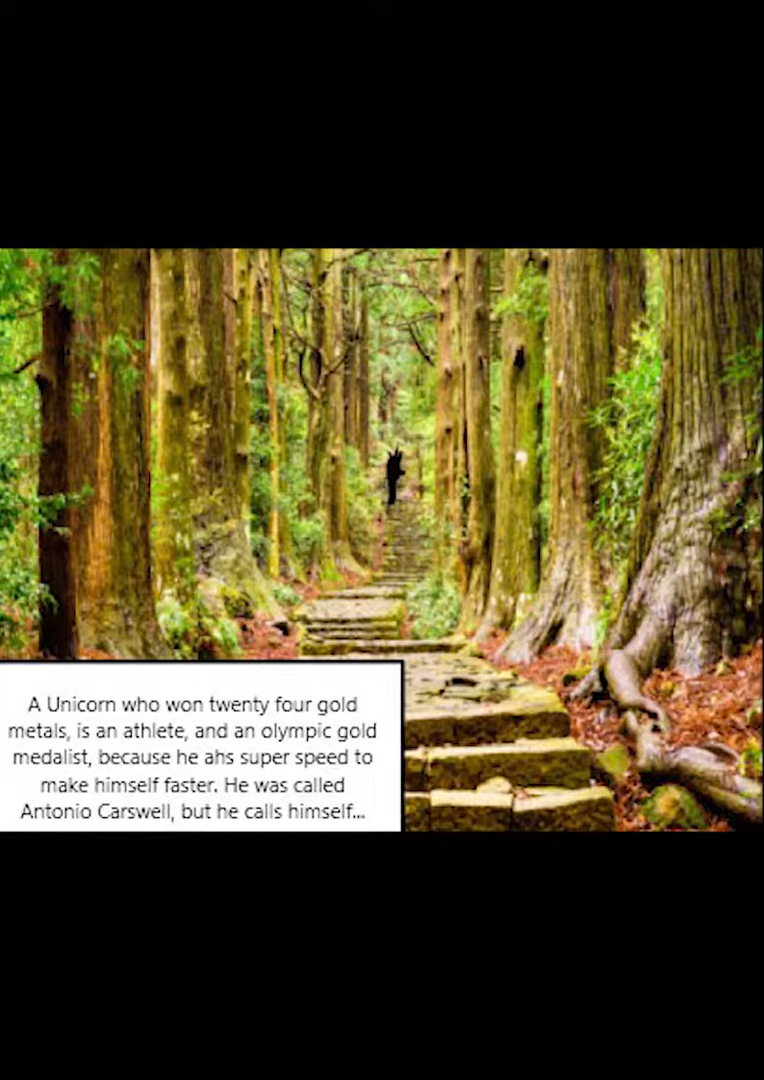 A Unicorn who won twenty four gold
metals, is an athlete, and an olympic gold
medalist, because he ahs super speed to
make himself faster. He was called
Antonio Carswell, but he calls himself...